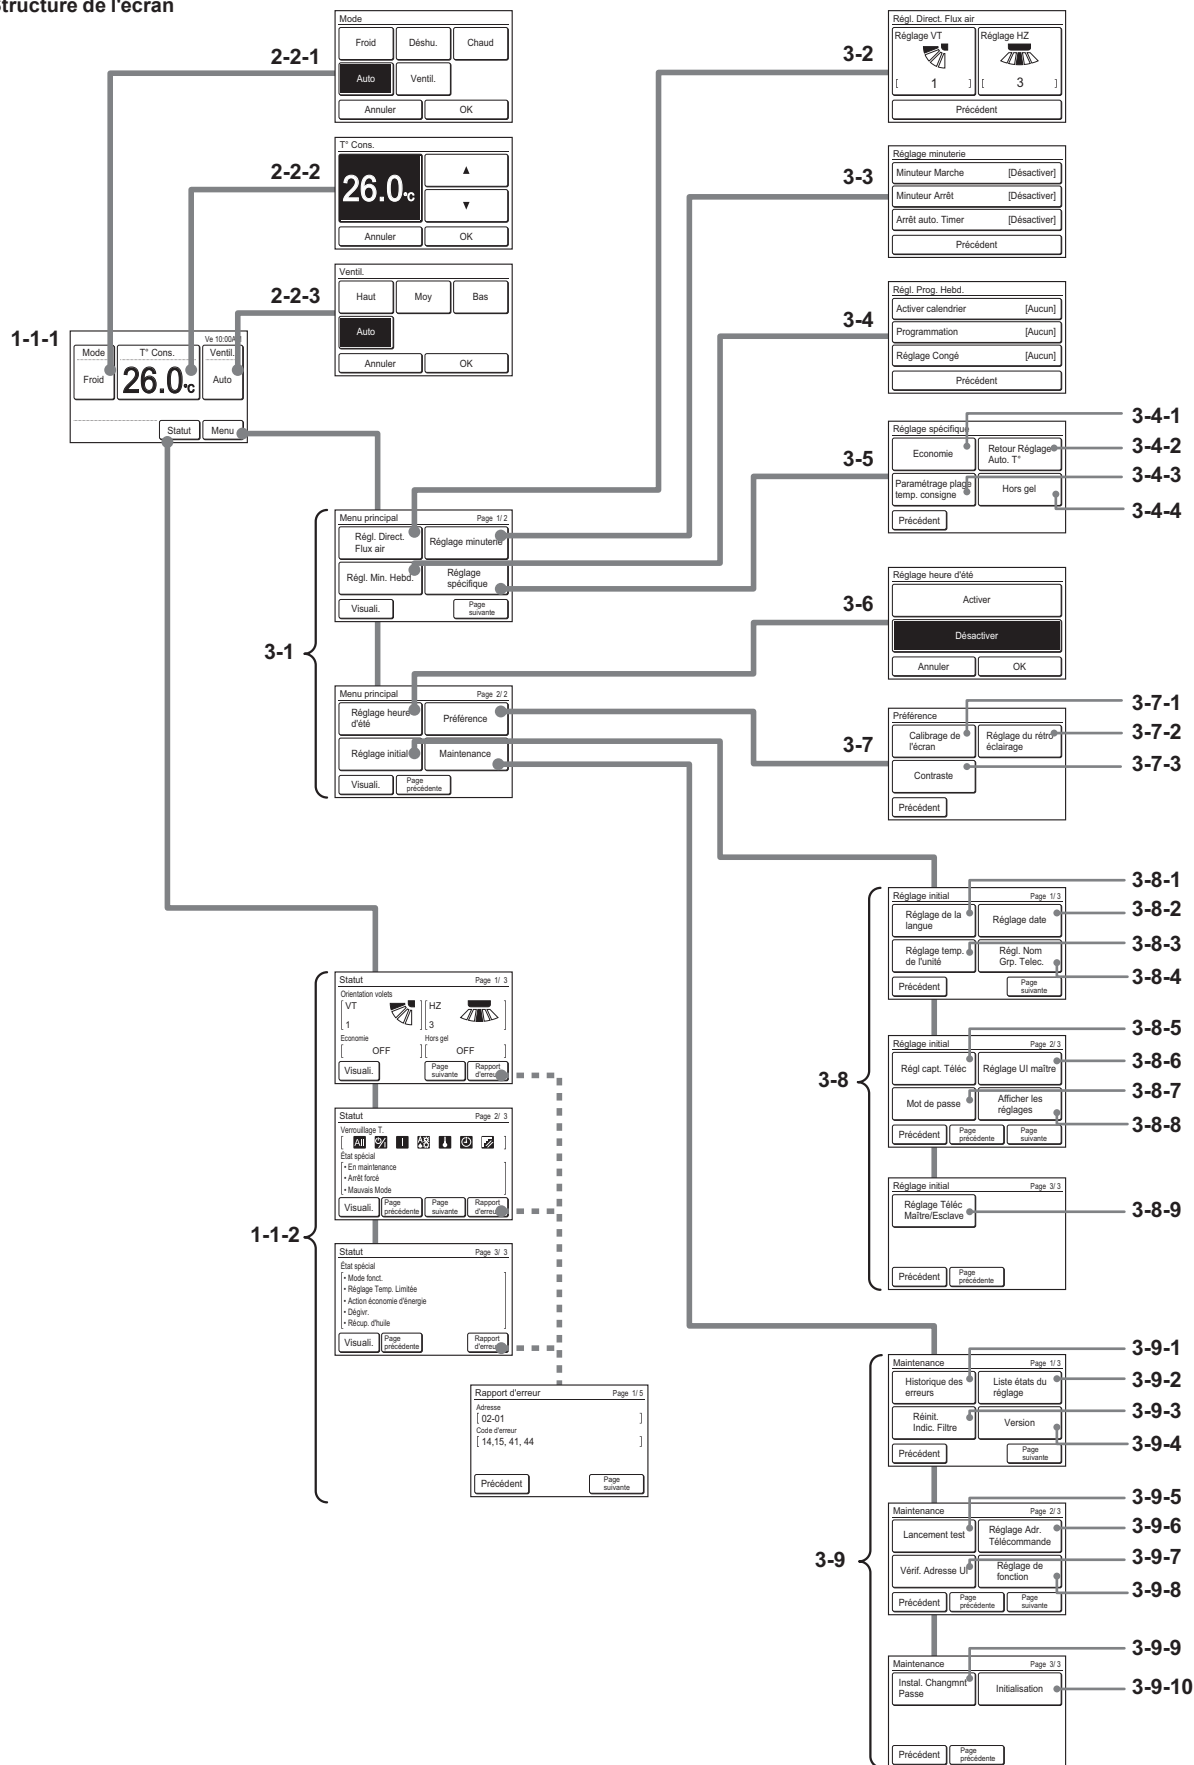 Structure de l'écran
Mode
Froid
Déshu.
Chaud
Auto
Ventil.
Annuler
OK
2-2-1
T° Cons.
26.0°C
▲
▼
Annuler
OK
2-2-2
Ventil.
Haut
Moy
Bas
Auto
Annuler
OK
2-2-3
1-1-1
Ve 10:00AM
Mode
T° Cons.
Ventil.
Froid
26.0°C
Auto
Statut
Menu
3-1
Menu principal
Page 1/ 2
Régl. Direct.
Flux air
Réglage minuterie
Régl. Min. Hebd.
Réglage
spécifique
Visuali.
Page
suivante
Menu principal
Page 2/ 2
Réglage heure
d'été
Préférence
Réglage initial
Maintenance
Visuali.
Page
précédente
1-1-2
Statut
Page 1/ 3
Orientation volets
[ VT
1 ]
[ HZ
3 ]
Economie
[ OFF ]
Hors gel
[ OFF ]
Visuali.
Page
suivante
Rapport
d'erreur
Statut
Page 2/ 3
Verrouillage T.
All
État spécial
• En maintenance
• Arrêt forcé
• Mauvais Mode
Visuali.
Page
précédente
Page
suivante
Rapport
d'erreur
Statut
Page 3/ 3
État spécial
• Mode fonct.
• Réglage Temp. Limitée
• Action économie d'énergie
• Dégivr.
• Récup. d'huile
Visuali.
Page
précédente
Rapport
d'erreur
Rapport d'erreur
Page 1/ 5
Adresse
[ 02-01 ]
Code d'erreur
[ 14,15, 41, 44 ]
Précédent
Page
suivante
3-2
Régl. Direct. Flux air
Réglage VT
Réglage HZ
[ 1 ]
[ 3 ]
Précédent
3-3
Réglage minuterie
Minuteur Marche [Désactiver]
Minuteur Arrêt [Désactiver]
Arrêt auto. Timer [Désactiver]
Précédent
3-4
Régl. Prog. Hebd.
Activer calendrier [Aucun]
Programmation [Aucun]
Réglage Congé [Aucun]
Précédent
3-5
Réglage spécifique
Economie
Retour Réglage
Auto. T°
Paramétrage plage
temp. consigne
Hors gel
Précédent
3-4-1
3-4-2
3-4-3
3-4-4
3-6
Réglage heure d'été
Activer
Désactiver
Annuler
OK
3-7
Préférence
Calibrage de
l'écran
Réglage du rétro
éclairage
Contraste
Précédent
3-7-1
3-7-2
3-7-3
3-8
Réglage initial
Page 1/ 3
Réglage de la
langue
Réglage date
Réglage temp.
de l'unité
Régl. Nom
Grp. Telec.
Précédent
Page
suivante
3-8-1
3-8-2
3-8-3
3-8-4
Réglage initial
Page 2/ 3
Régl capt. Téléc
Réglage UI maître
Mot de passe
Afficher les
réglages
Précédent
Page
précédente
Page
suivante
3-8-5
3-8-6
3-8-7
3-8-8
Réglage initial
Page 3/ 3
Réglage Téléc
Maître/Esclave
Précédent
Page
précédente
3-8-9
3-9
Maintenance
Page 1/ 3
Historique des
erreurs
Liste états du
réglage
Réinit.
Indic. Filtre
Version
Précédent
Page
suivante
3-9-1
3-9-2
3-9-3
3-9-4
Maintenance
Page 2/ 3
Lancement test
Réglage Adr.
Télécommande
Vérif. Adresse UI
Réglage de
fonction
Précédent
Page
précédente
Page
suivante
3-9-5
3-9-6
3-9-7
3-9-8
Maintenance
Page 3/ 3
Instal. Changmnt
Passe
Initialisation
Précédent
Page
précédente
3-9-9
3-9-10